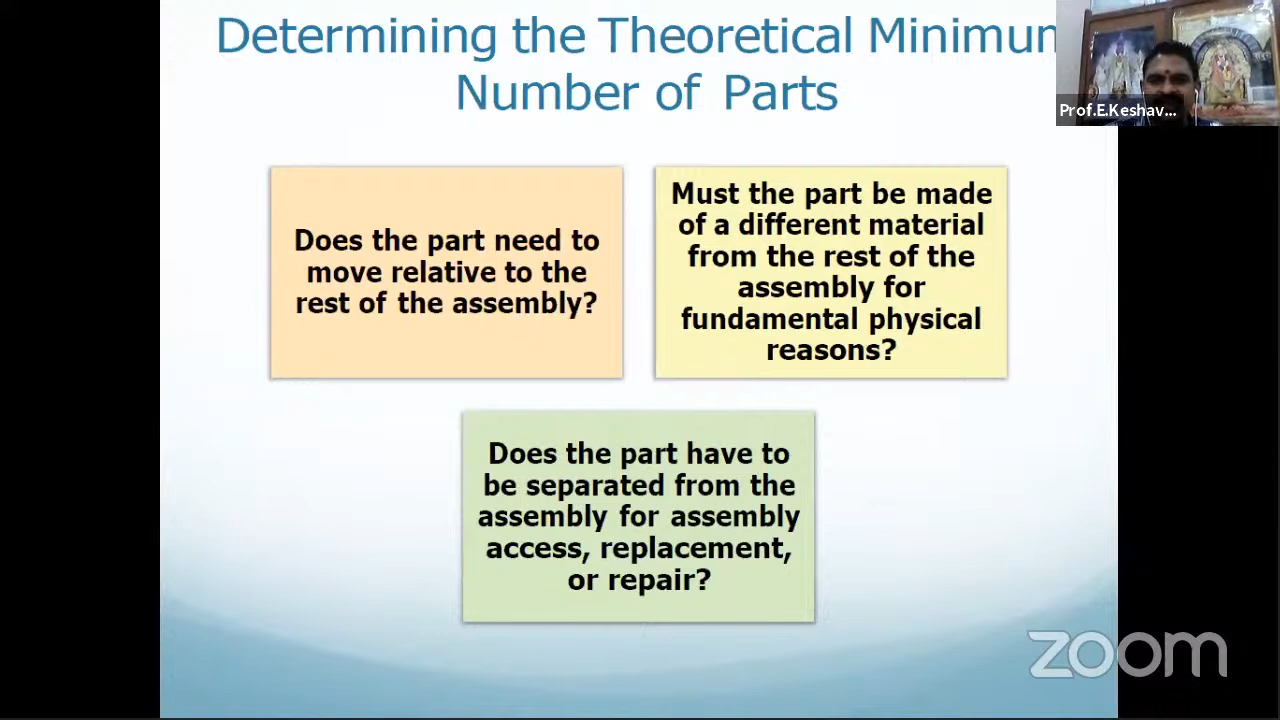 Determining the Theoretical Minimum
Number of Parts
Prof.E.Keshav...
Does the part need to
move relative to the
rest of the assembly?
Must the part be made
of a different material
from the rest of the
assembly for
fundamental physical
reasons?
Does the part have to
be separated from the
assembly for assembly
access, replacement,
or repair?
zoom